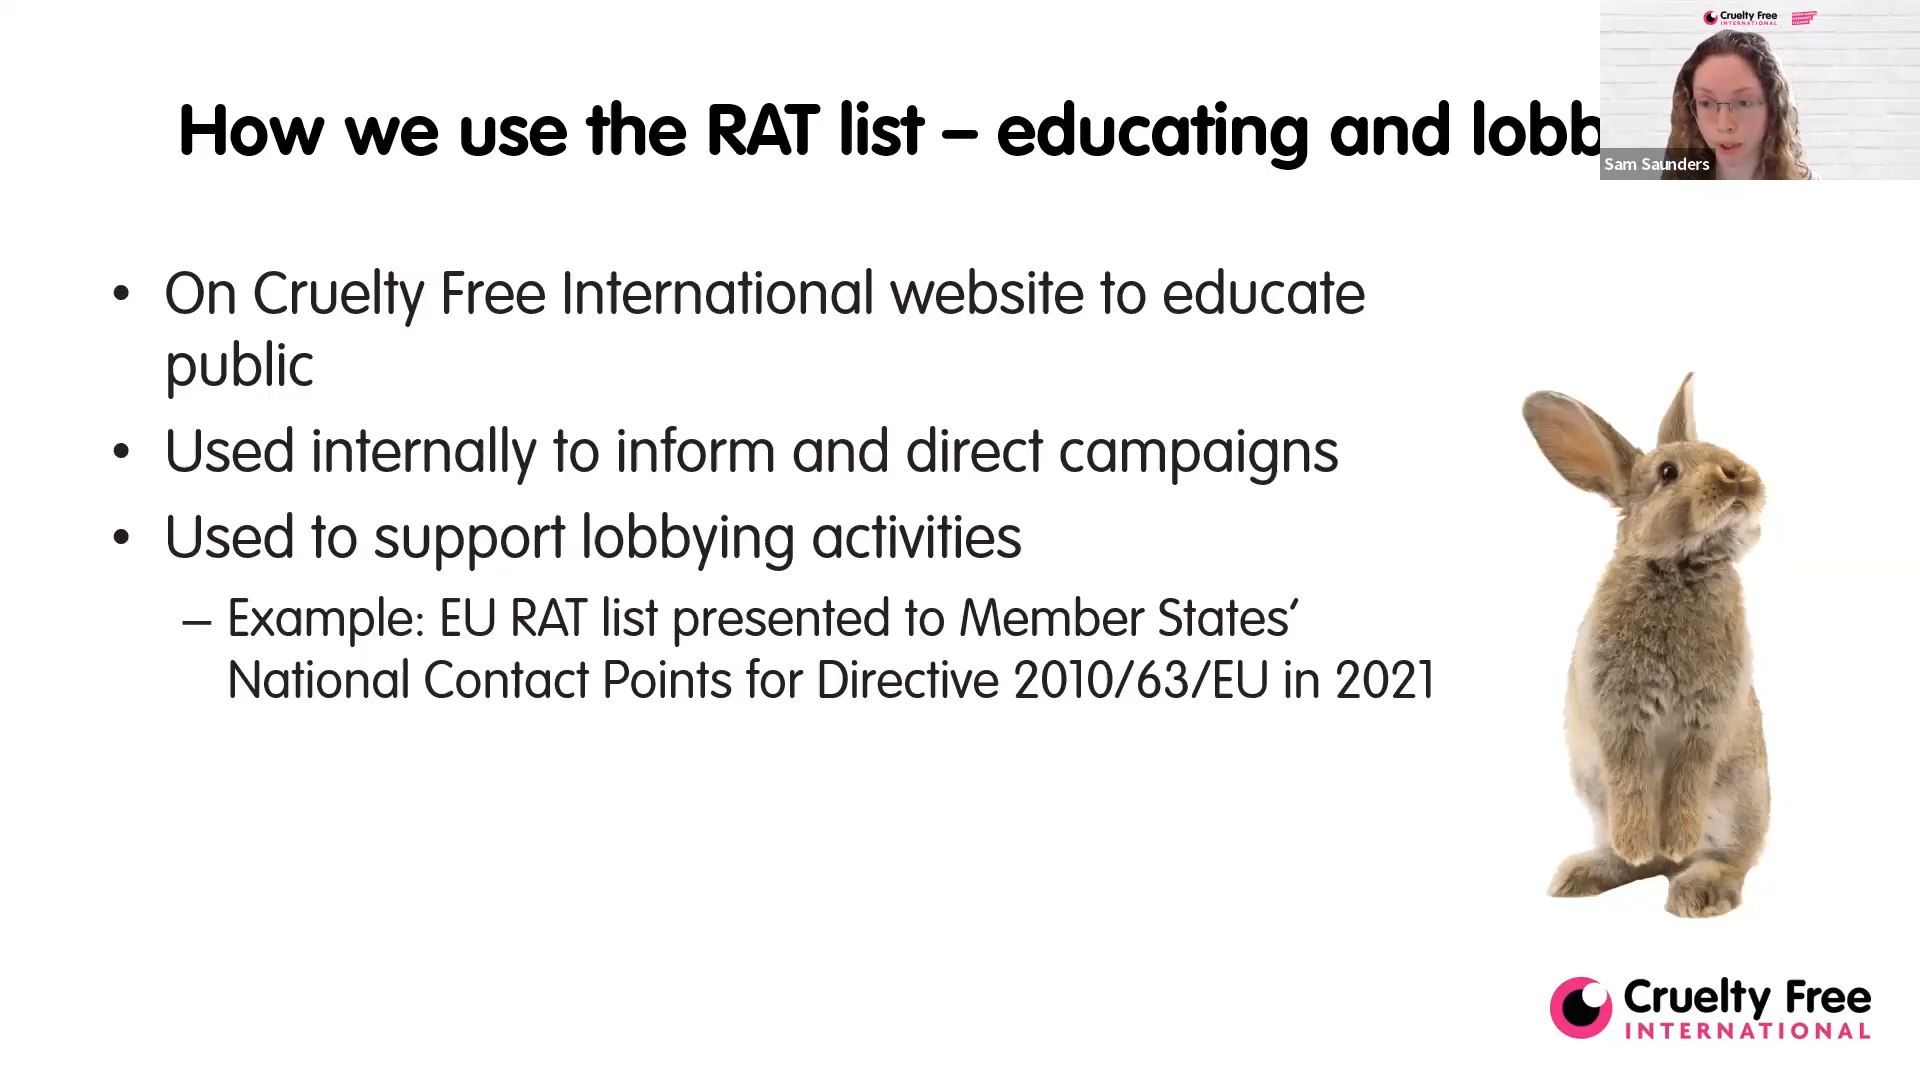 Cruelty Free
INTERNATIONAL
How we use the RAT list – educating and lobb
Sam Saunders
• On Cruelty Free International website to educate
public
• Used internally to inform and direct campaigns
• Used to support lobbying activities
– Example: EU RAT list presented to Member States’
National Contact Points for Directive 2010/63/EU in 2021
Cruelty Free
INTERNATIONAL